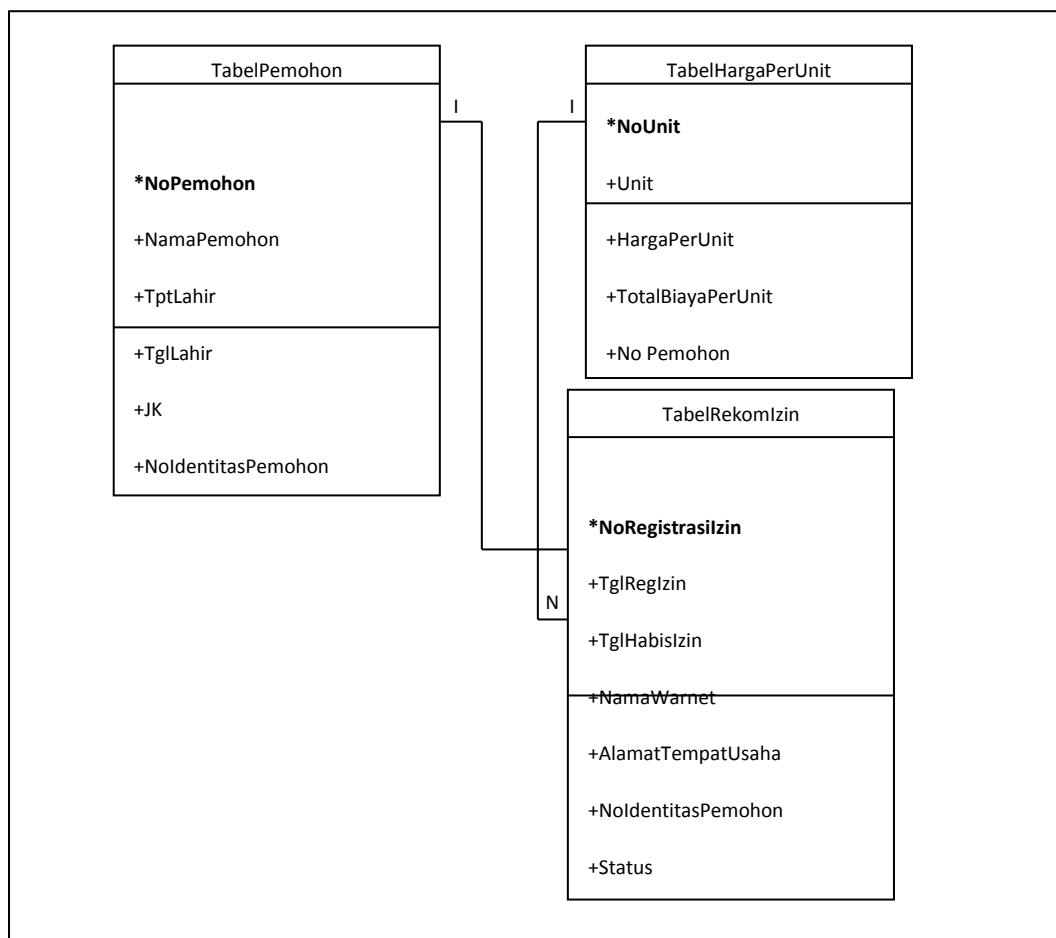 TabelPemohon
I
*NoPemohon
+NamaPemohon
+TptLahir
+TglLahir
+JK
+NoIdentitasPemohon
TabelHargaPerUnit
I
*NoUnit
+Unit
+HargaPerUnit
+TotalBiayaPerUnit
+No Pemohon
TabelRekomIzin
*NoRegistrasiIzin
+TglRegIzin
N
+TglHabisIzin
+NamaWarnet
+AlamatTempatUsaha
+NoIdentitasPemohon
+Status